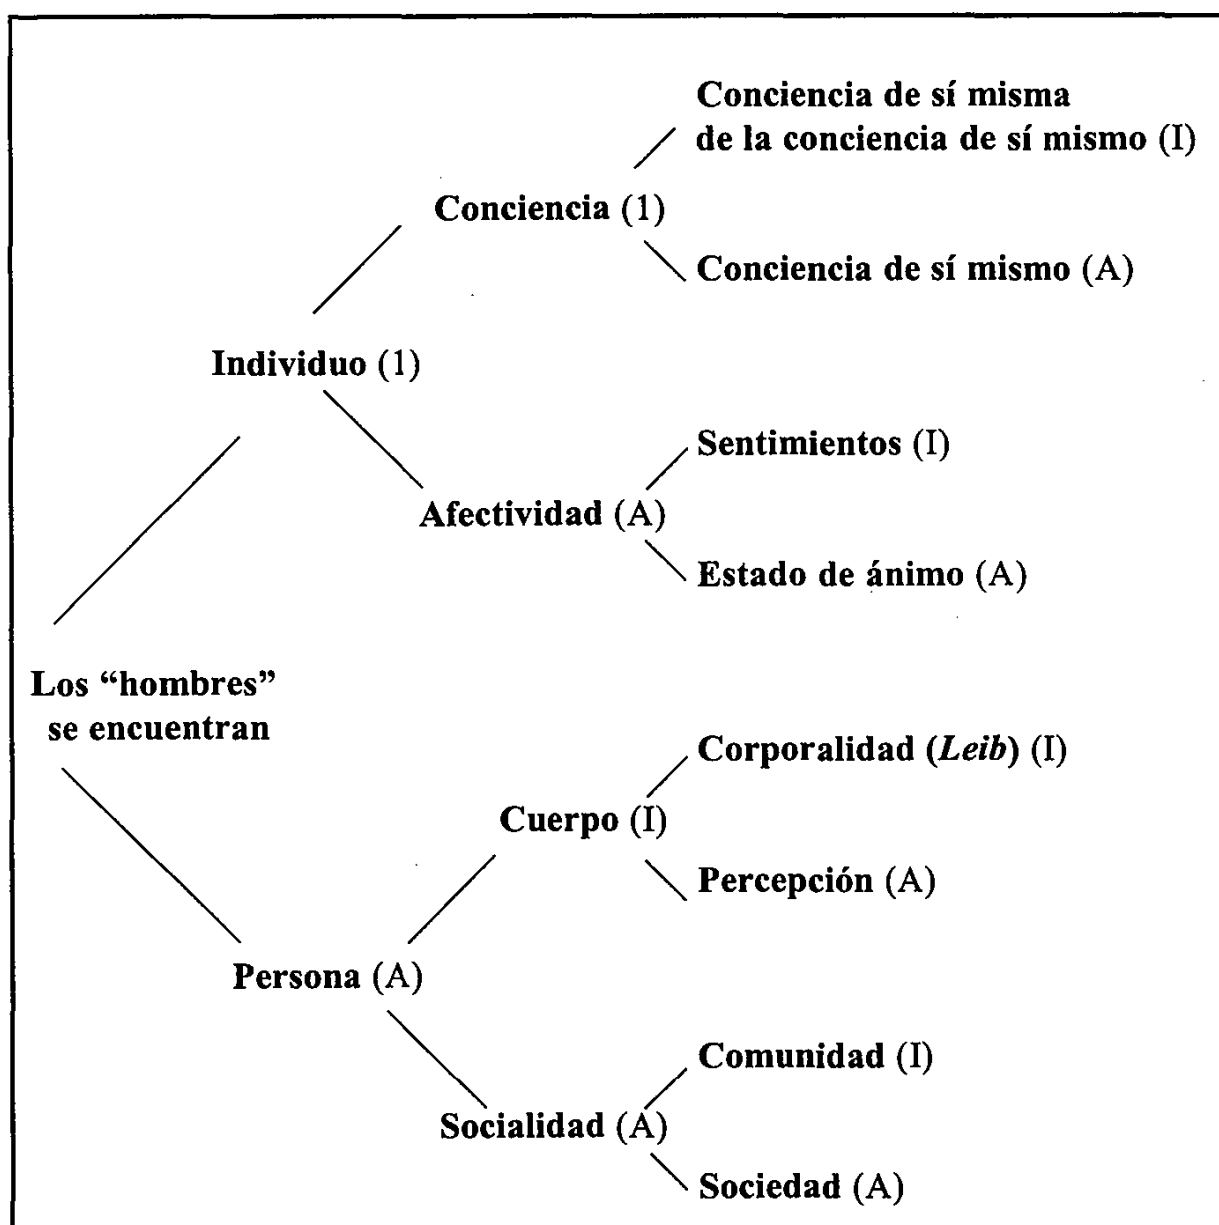 Conciencia de sí misma
de la conciencia de sí mismo (I)
Conciencia (1)
Conciencia de sí mismo (A)
Individuo (1)
Sentimientos (I)
Afectividad (A)
Estado de ánimo (A)
Los “hombres”
se encuentran
Corporalidad (Leib) (I)
Cuerpo (I)
Percepción (A)
Persona (A)
Comunidad (I)
Socialidad (A)
Sociedad (A)